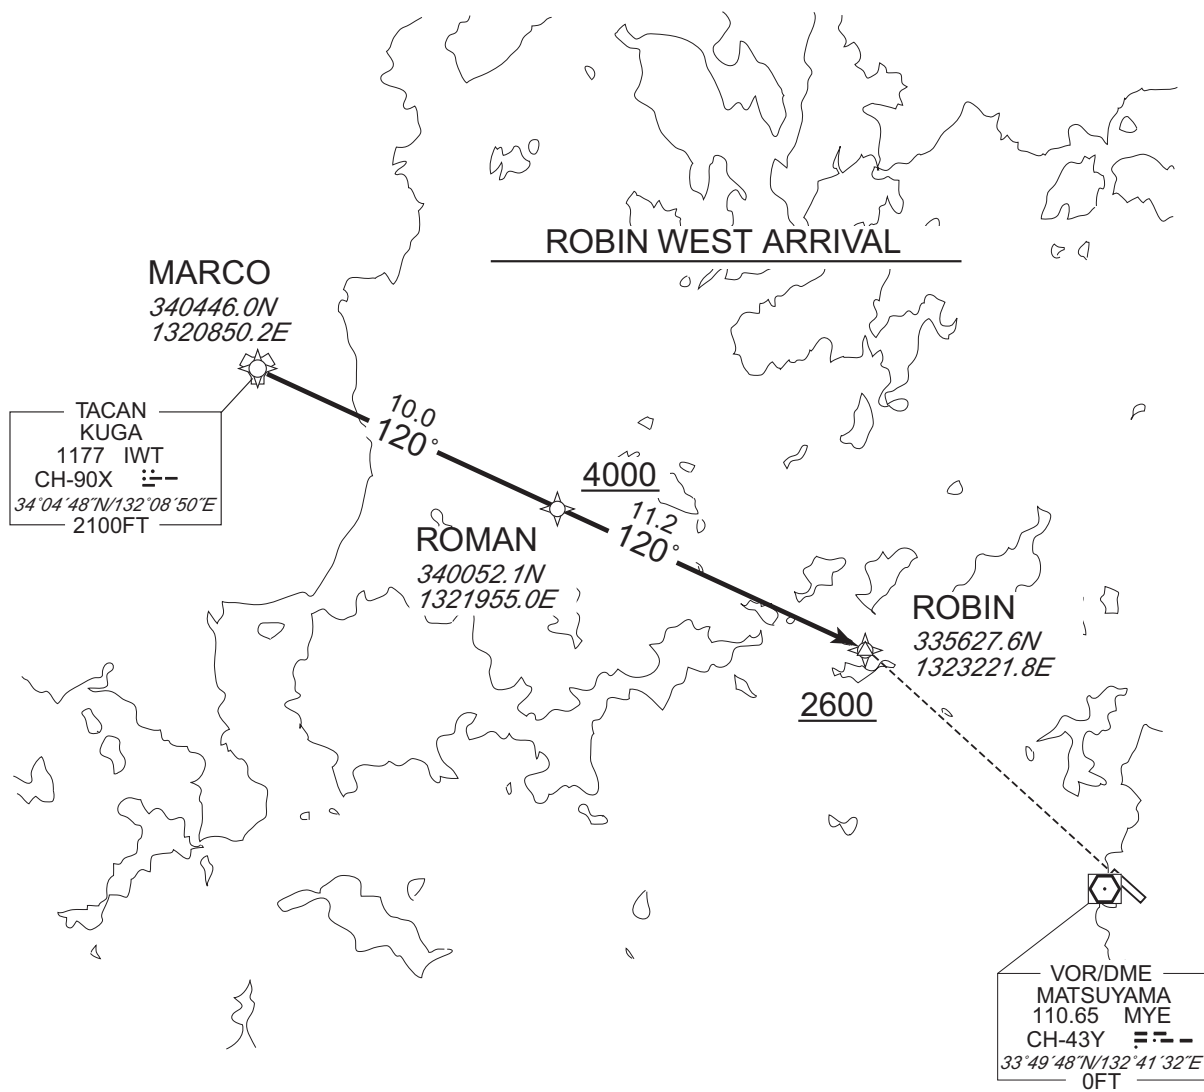 ROBIN WEST ARRIVAL
MARCO
340446.0N
1320850.2E
TACAN
KUGA
1177 IWT
CH-90X
34°04´48˝N/132°08´50˝E
2100FT
10.0
120°
4000
ROMAN
340052.1N
1321955.0E
11.2
120°
ROBIN
335627.6N
1323221.8E
2600
VOR/DME
MATSUYAMA
110.65 MYE
CH-43Y
33°49´48˝N/132°41´32˝E
0FT